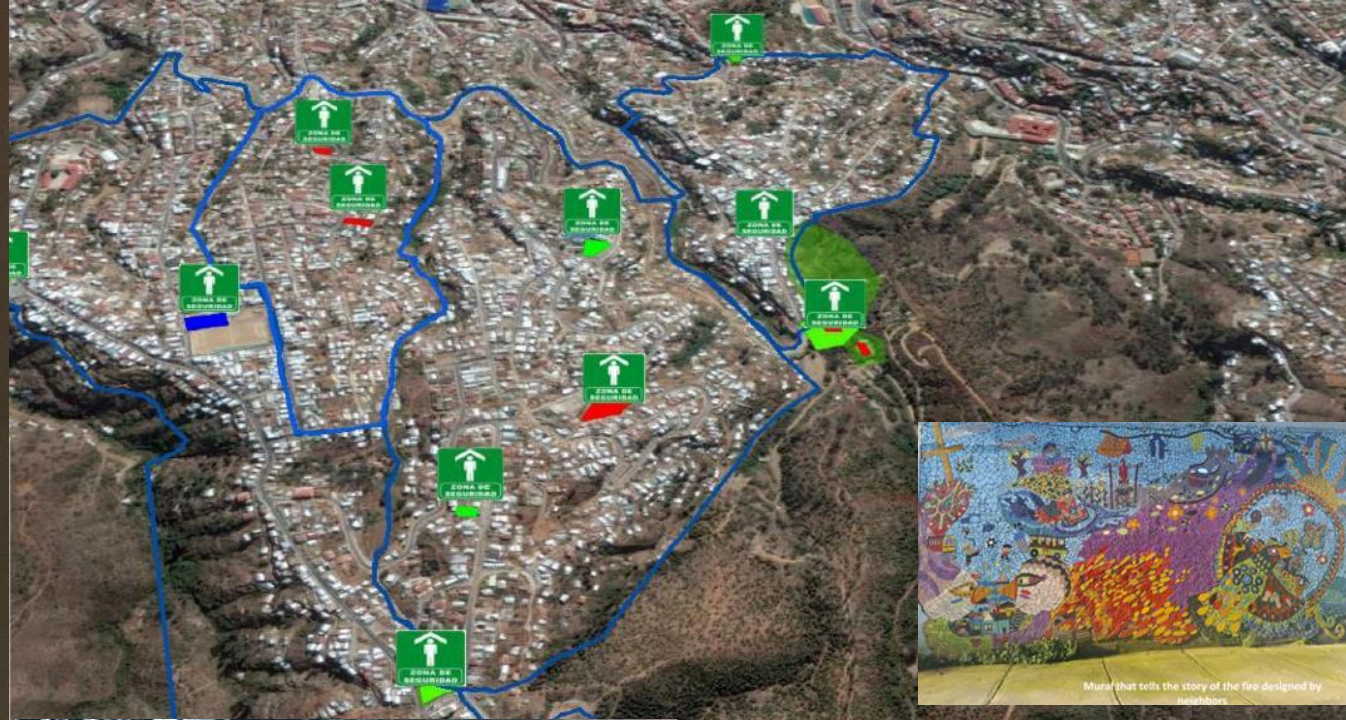 ZONA DE
SEGURIDAD
ZONA DE
SEGURIDAD
ZONA DE
SEGURIDAD
ZONA DE
SEGURIDAD
ZONA DE
SEGURIDAD
ZONA DE
SEGURIDAD
ZONA DE
SEGURIDAD
ZONA DE
SEGURIDAD
ZONA DE
SEGURIDAD
ZONA DE
SEGURIDAD
Mural that tells the story of the fire designed by
neighbors